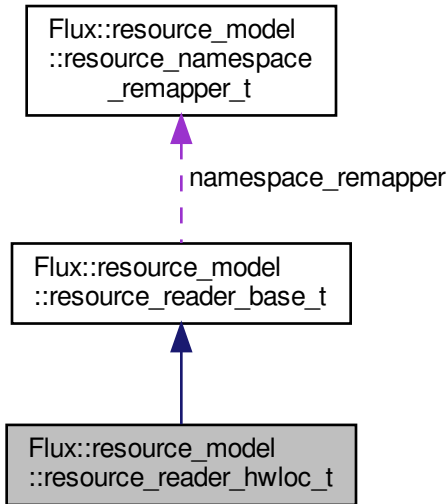 Flux::resource_model
::resource_namespace
_remapper_t
namespace_remapper
Flux::resource_model
::resource_reader_base_t
Flux::resource_model
::resource_reader_hwloc_t